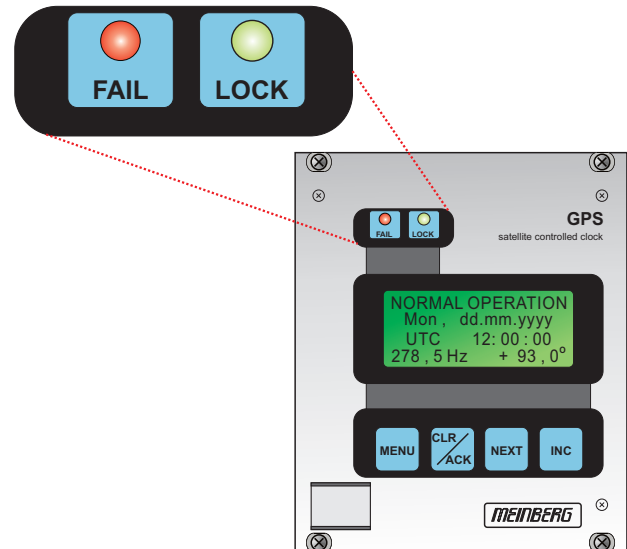 FAIL LOCK
GPS
satellite controlled clock
FAIL LOCK
NORMAL OPERATION
Mon , dd.mm.yyyy
UTC 12: 00 : 00
278 , 5 Hz + 93 , 0°
MENU CLR/ACK NEXT INC
MEINBERG